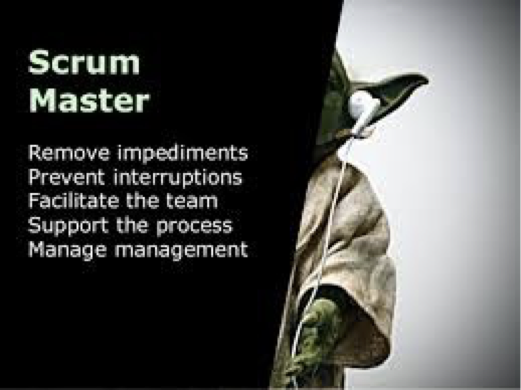 Scrum
Master
Remove impediments
Prevent interruptions
Facilitate the team
Support the process
Manage management